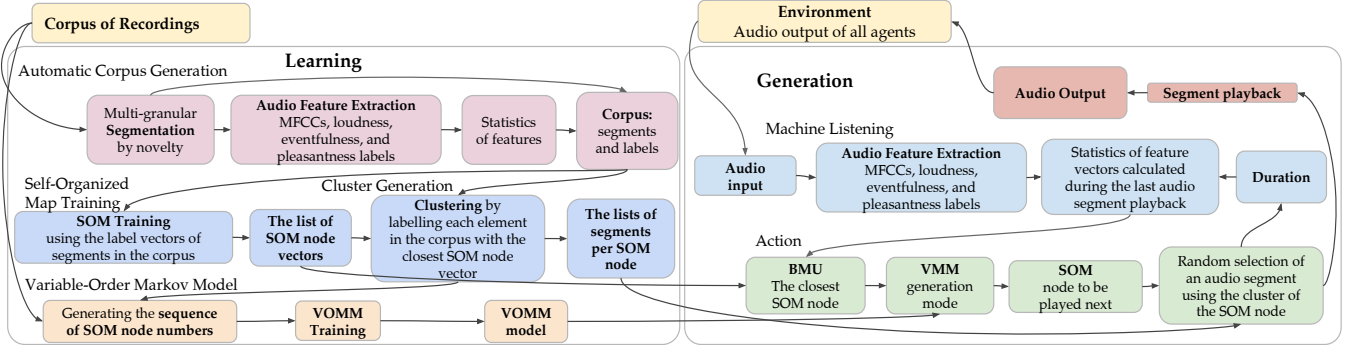 Corpus of Recordings
Learning
Automatic Corpus Generation
Multi-granular
Segmentation
by novelty
Audio Feature Extraction
MFCCs, loudness,
eventfulness, and
pleasantness labels
Statistics
of features
Corpus:
segments
and labels
Self-Organized
Map Training
Cluster Generation
SOM Training
using the label vectors of
segments in the corpus
The list of
SOM node
vectors
Clustering by
labelling each element
in the corpus with the
closest SOM node
vector
The lists of
segments
per SOM
node
Variable-Order Markov Model
Generating the sequence
of SOM node numbers
VOMM
Training
VOMM
model
Environment
Audio output of all agents
Generation
Audio Output
Segment playback
Machine Listening
Audio
input
Audio Feature Extraction
MFCCs, loudness,
eventfulness, and
pleasantness labels
Statistics of feature
vectors calculated
during the last audio
segment playback
Duration
Action
BMU
The closest
SOM node
VMM
generation
mode
SOM
node to be
played next
Random selection of
an audio segment
using the cluster of
the SOM node